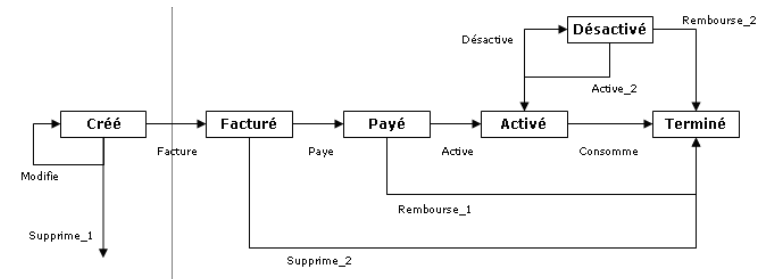 Désactivé
Rembourse_2
Désactive
Active_2
Créé
Facturé
Payé
Activé
Terminé
Facture
Paye
Active
Consomme
Modifie
Rembourse_1
Supprime_1
Supprime_2